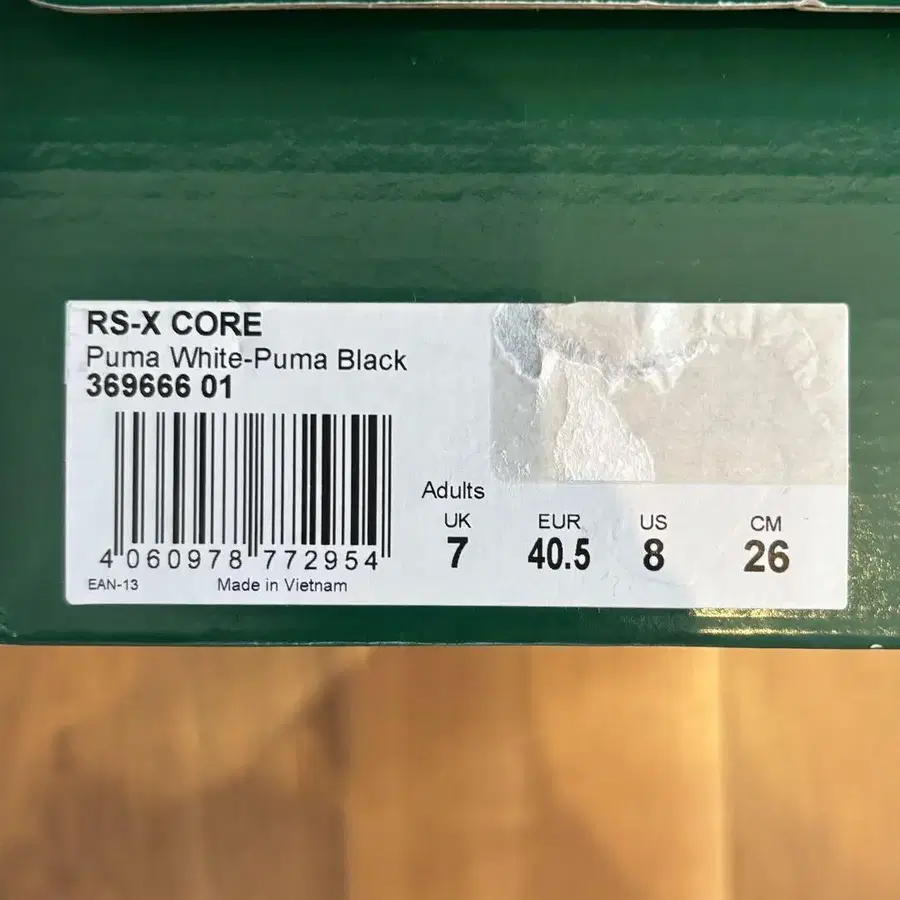 RS-X CORE
Puma White-Puma Black
369666 01
4 060978 772954
EAN-13
Made in Vietnam
Adults
UK EUR US CM
7 40.5 8 26